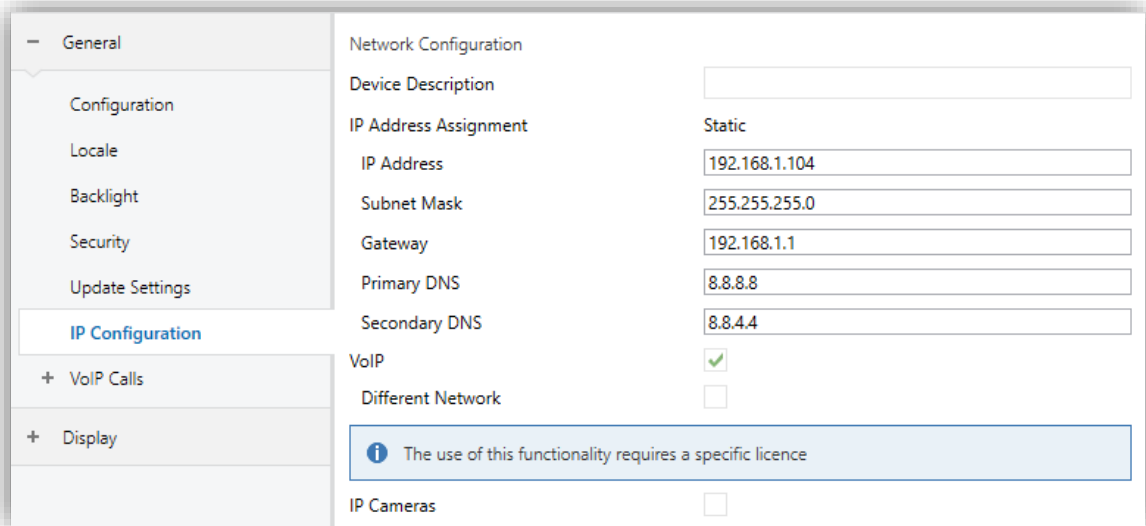 − General
Configuration
Locale
Backlight
Security
Update Settings
IP Configuration
+ VoIP Calls
+ Display
Network Configuration
Device Description
IP Address Assignment Static
IP Address 192.168.1.104
Subnet Mask 255.255.255.0
Gateway 192.168.1.1
Primary DNS 8.8.8.8
Secondary DNS 8.8.4.4
VoIP
Different Network
The use of this functionality requires a specific licence
IP Cameras